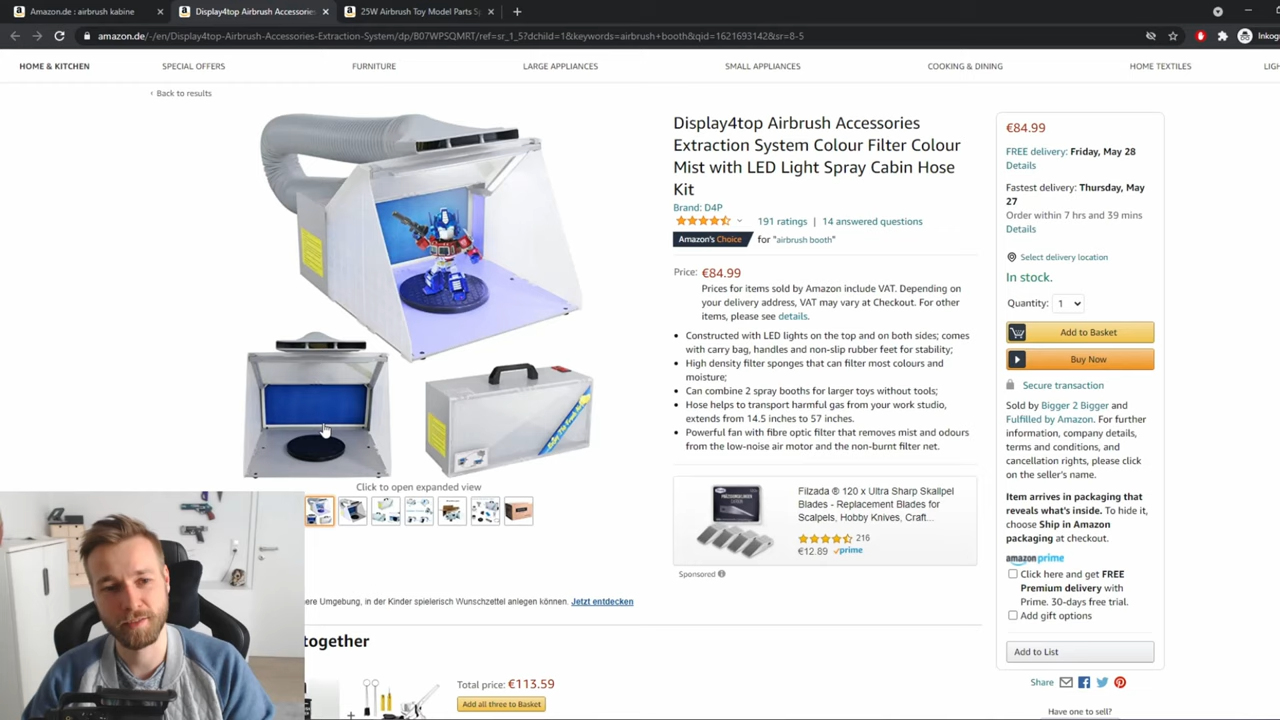 Amazon.de : airbrush kabine
Display4top Airbrush Accessories
25W Airbrush Toy Model Parts S
amazon.de/-/en/Display4top-Airbrush-Accessories-Extraction-System/dp/B07WPSQMRT/ref=sr_1_5?dchild=1&keywords=airbrush+booth&qid=1621693142&sr=8-5
Inkog
HOME & KITCHEN SPECIAL OFFERS FURNITURE LARGE APPLIANCES SMALL APPLIANCES COOKING & DINING HOME TEXTILES LIG
‹ Back to results
Display4top Airbrush Accessories
Extraction System Colour Filter Colour
Mist with LED Light Spray Cabin Hose
Kit
Brand: D4P
191 ratings | 14 answered questions
Amazon's Choice for "airbrush booth"
Price: €84.99
Prices for items sold by Amazon include VAT. Depending on
your delivery address, VAT may vary at Checkout. For other
items, please see details.
• Constructed with LED lights on the top and on both sides; comes
with carry bag, handles and non-slip rubber feet for stability;
• High density filter sponges that can filter most colours and
moisture;
• Can combine 2 spray booths for larger toys without tools;
• Hose helps to transport harmful gas from your work studio,
extends from 14.5 inches to 57 inches.
• Powerful fan with fibre optic filter that removes mist and odours
from the low-noise air motor and the non-burnt filter net.
Click to open expanded view
Filzada ® 120 x Ultra Sharp Skallpel
Blades - Replacement Blades for
Scalpels, Hobby Knives, Craft...
216
€12.89 prime
Sponsored
ere Umgebung, in der Kinder spielerisch Wunschzettel anlegen können. Jetzt entdecken
together
Total price: €113.59
Add all three to Basket
€84.99
FREE delivery: Friday, May 28
Details
Fastest delivery: Thursday, May
27
Order within 7 hrs and 39 mins
Details
Select delivery location
In stock.
Quantity: 1
Add to Basket
Buy Now
Secure transaction
Sold by Bigger 2 Bigger and
Fulfilled by Amazon. For further
information, company details,
terms and conditions, and
cancellation rights, please click
on the seller's name.
Item arrives in packaging that
reveals what's inside. To hide it,
choose Ship in Amazon
packaging at checkout.
amazon prime
Click here and get FREE
Premium delivery with
Prime. 30-days free trial.
Add gift options
Add to List
Share
Have one to sell?